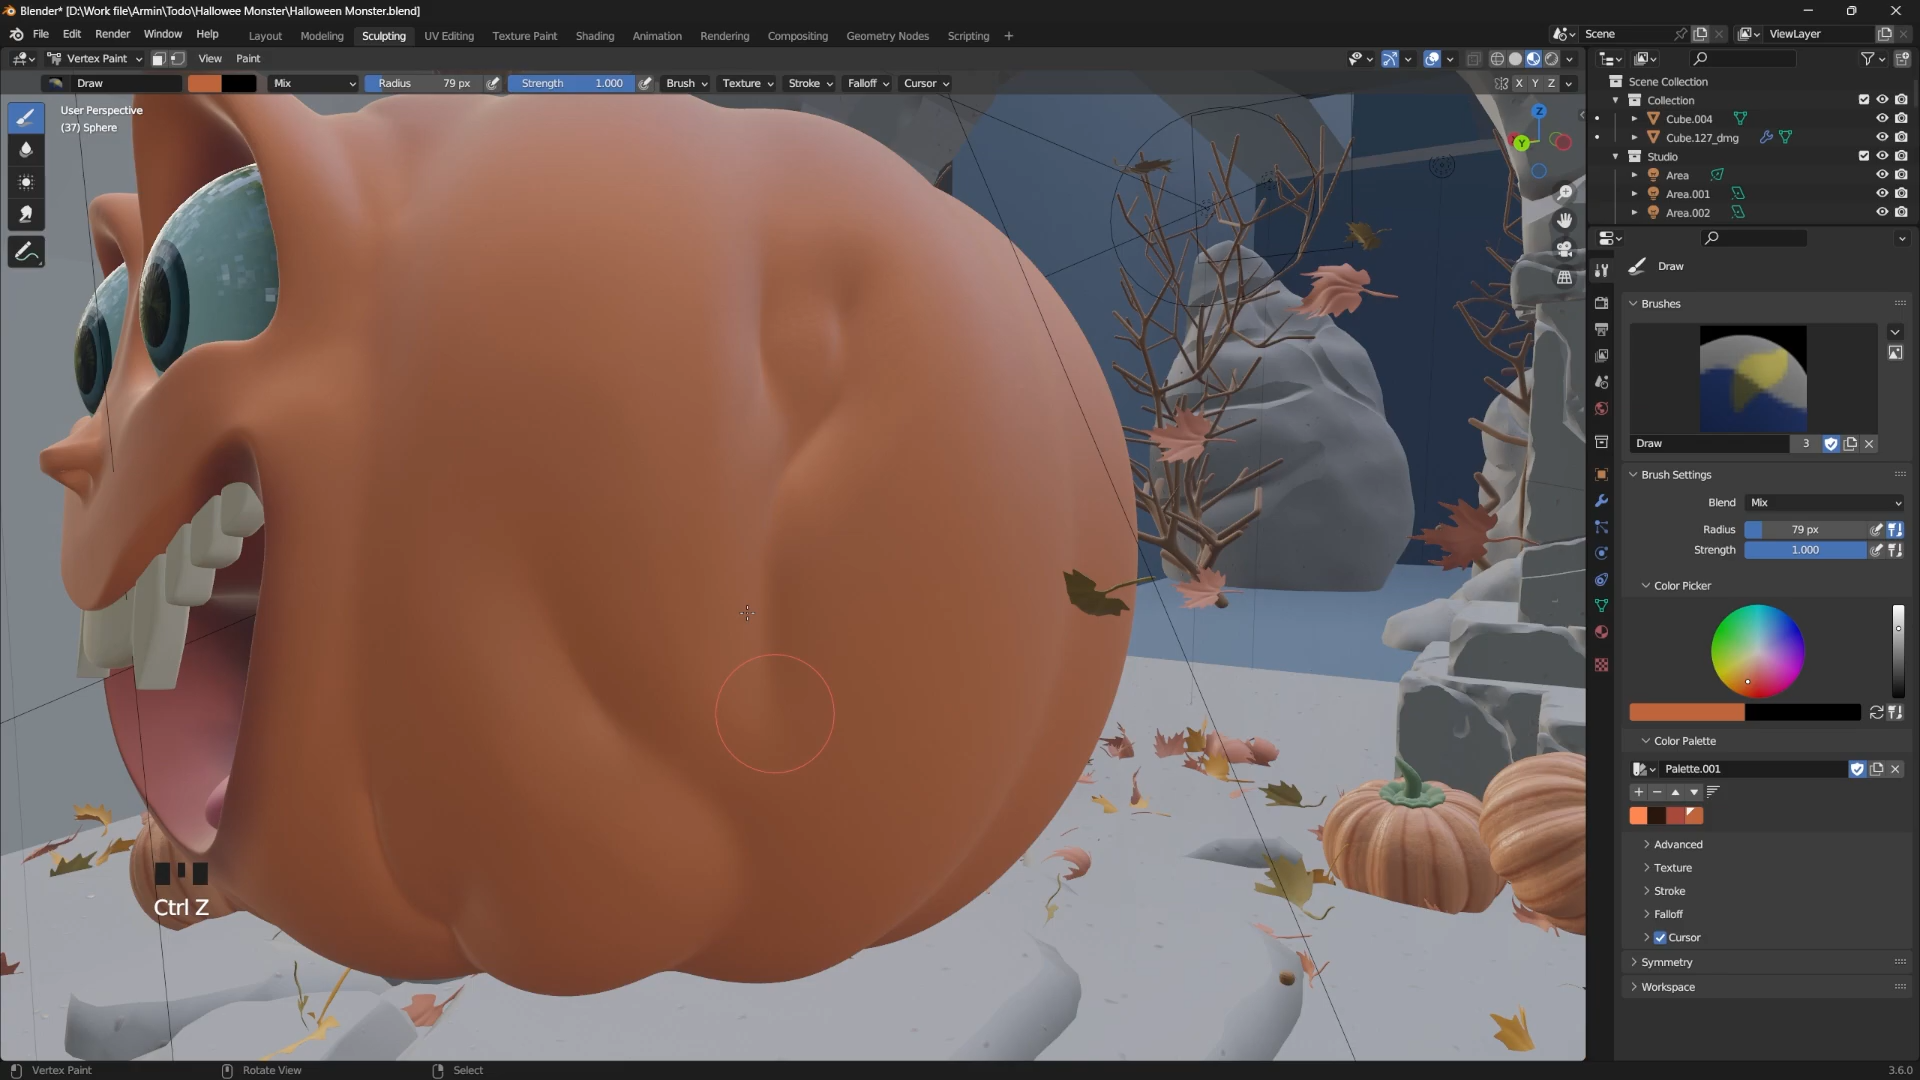 Blender* [D:\Work file\Armin\Todo\Hallowee Monster\Halloween Monster.blend]
File Edit Render Window Help Layout Modeling Sculpting UV Editing Texture Paint Shading Animation Rendering Compositing Geometry Nodes Scripting + Scene ViewLayer
Vertex Paint View Paint
Draw Mix Radius 79 px Strength 1.000 Brush Texture Stroke Falloff Cursor X Y Z
User Perspective
(37) Sphere
Z
Y
Ctrl Z
Scene Collection
Collection
Cube.004
Cube.127_dmg
Studio
Area
Area.001
Area.002
Draw
Brushes
Draw 3
Brush Settings
Blend Mix
Radius 79 px
Strength 1.000
Color Picker
Color Palette
Palette.001
Advanced
Texture
Stroke
Falloff
Cursor
Symmetry
Workspace
Vertex Paint Rotate View Select 3.6.0